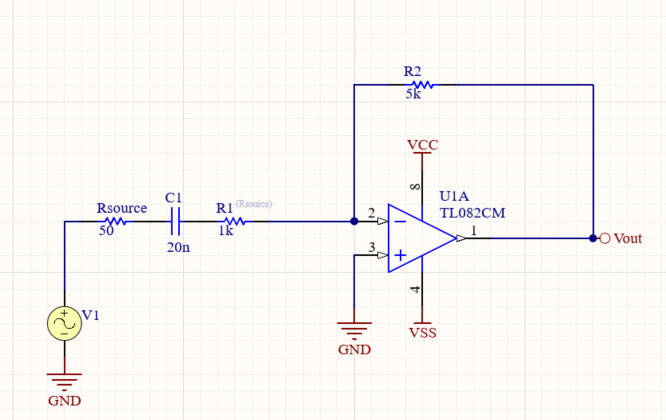 R2
5k
VCC
8
U1A
TL082CM
Rsource
50
C1
20n
R1
(Rsource)
1k
2
3
1
Vout
4
V1
GND
VSS
GND